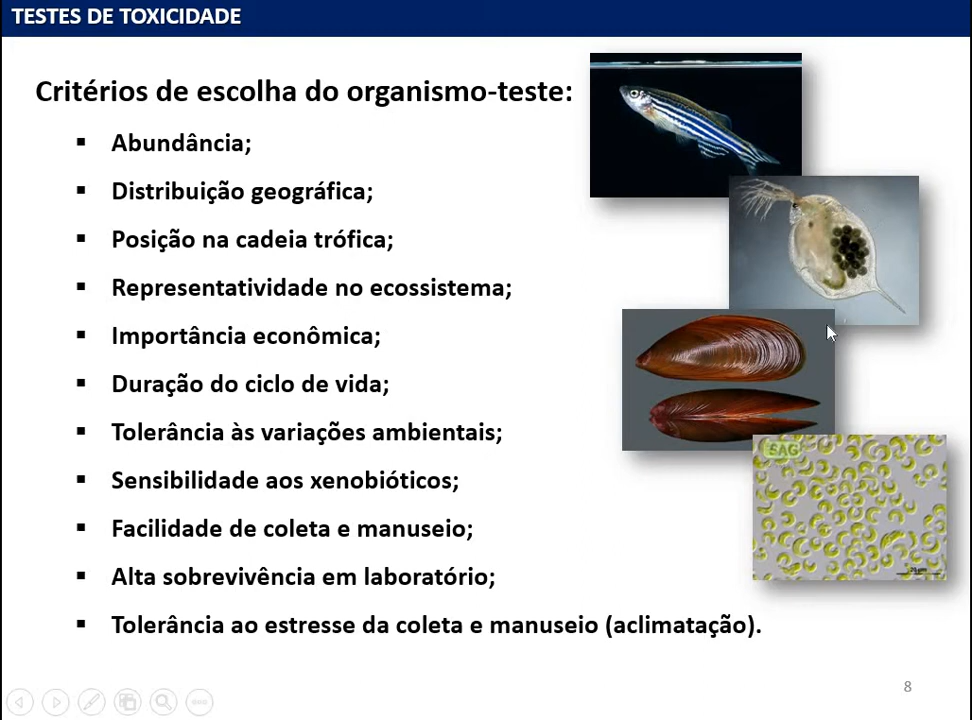 TESTES DE TOXICIDADE
Critérios de escolha do organismo-teste:
Abundância;
Distribuição geográfica;
Posição na cadeia trófica;
Representatividade no ecossistema;
Importância econômica;
Duração do ciclo de vida;
Tolerância às variações ambientais;
Sensibilidade aos xenobióticos;
Facilidade de coleta e manuseio;
Alta sobrevivência em laboratório;
Tolerância ao estresse da coleta e manuseio (aclimatação).
SAG
8